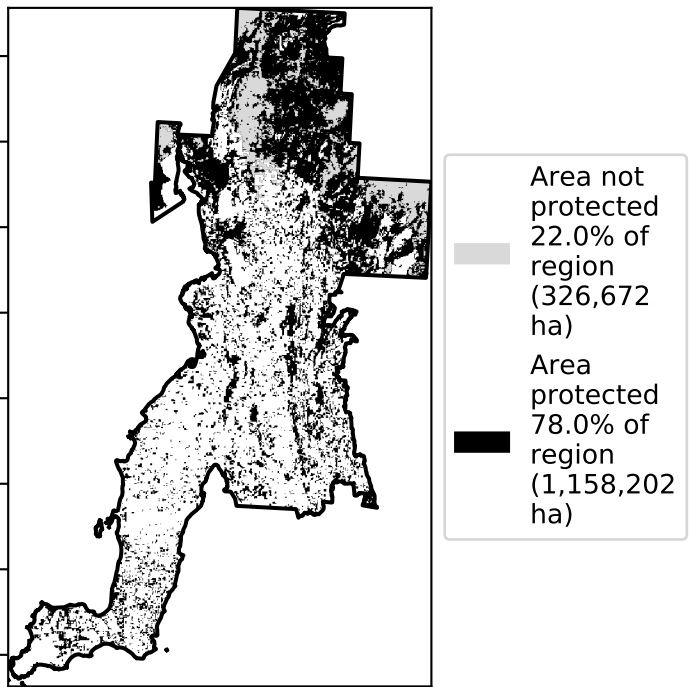 Area not
protected
22.0% of
region
(326,672
ha)
Area
protected
78.0% of
region
(1,158,202
ha)